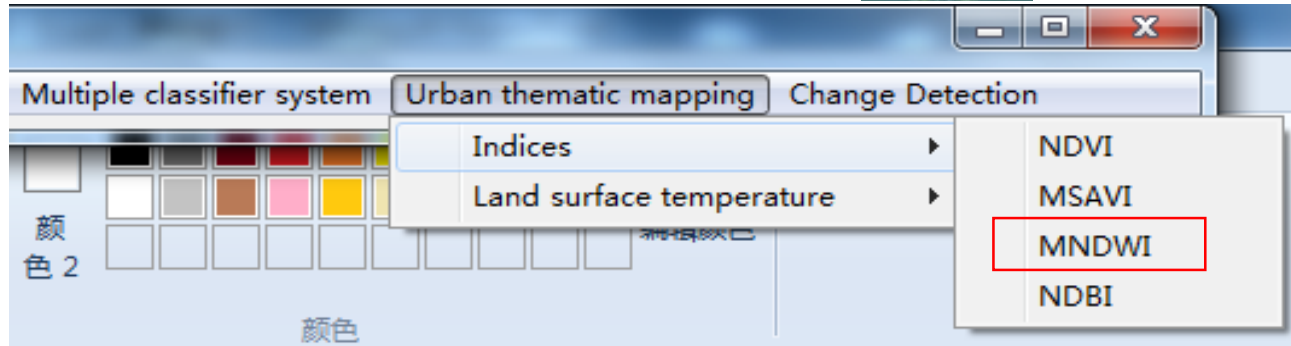 Multiple classifier system Urban thematic mapping Change Detection
Indices
Land surface temperature
NDVI
MSAVI
MNDWI
NDBI
颜
色 2
颜色